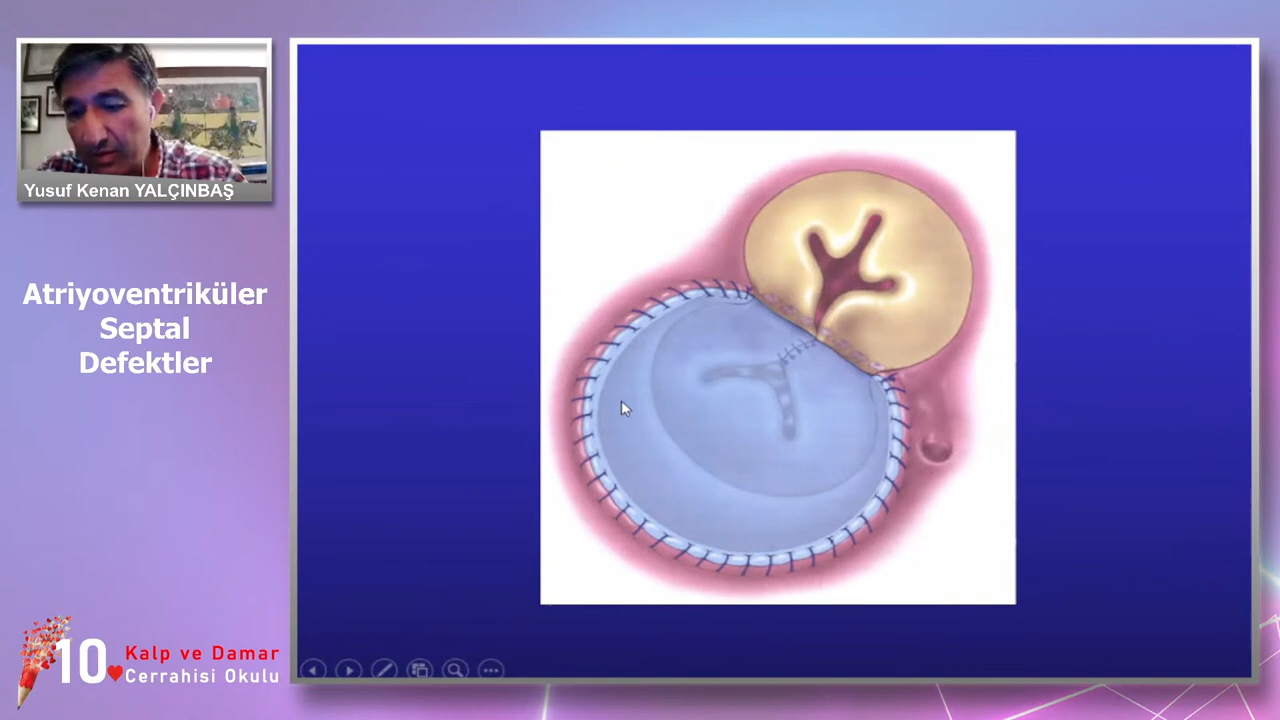 Yusuf Kenan YALÇINBAŞ
Atriyoventriküler
Septal
Defektler
10
Kalp ve Damar
Cerrahisi Okulu